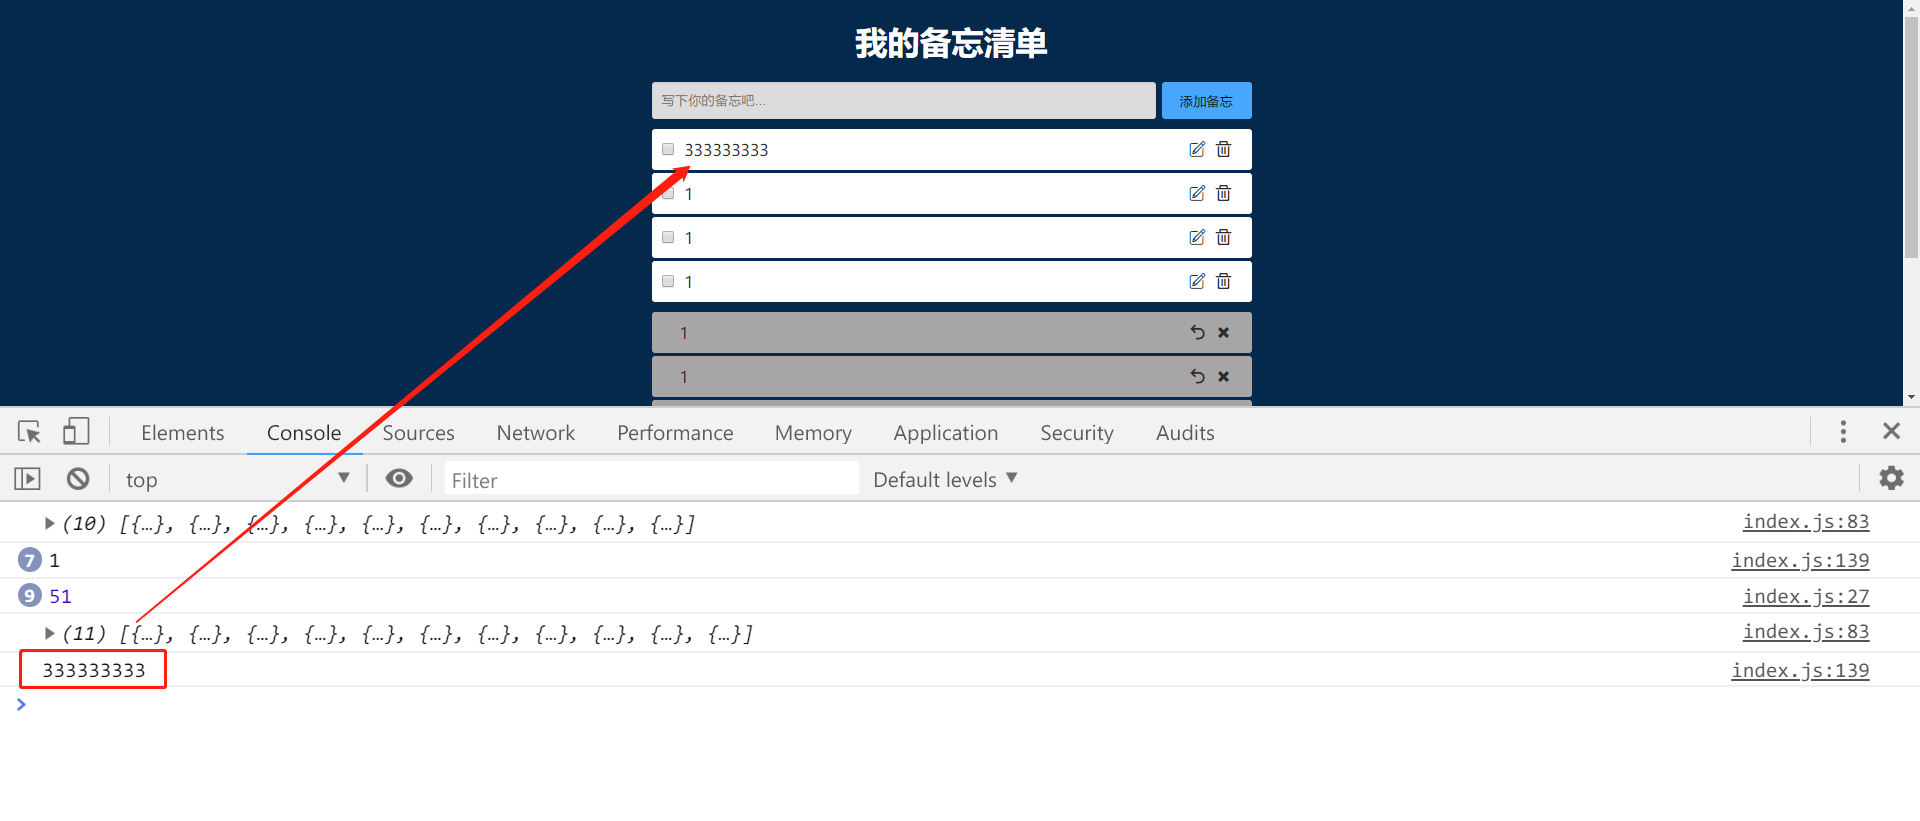 我的备忘清单
写下你的备忘吧...
添加备忘
333333333
1
1
1
1
1
Elements Console Sources Network Performance Memory Application Security Audits
top Filter Default levels
(10) [{…}, {…}, {…}, {…}, {…}, {…}, {…}, {…}, {…}, {…}] index.js:83
7 1 index.js:139
9 51 index.js:27
(11) [{…}, {…}, {…}, {…}, {…}, {…}, {…}, {…}, {…}, {…}, {…}] index.js:83
333333333 index.js:139